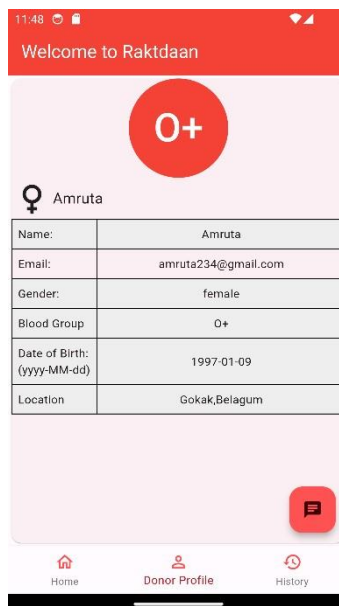 11:48
Welcome to Raktdaan
O+
Amruta
Name: Amruta
Email: amruta234@gmail.com
Gender: female
Blood Group O+
Date of Birth: (yyyy-MM-dd) 1997-01-09
Location Gokak,Belagum
Home Donor Profile History